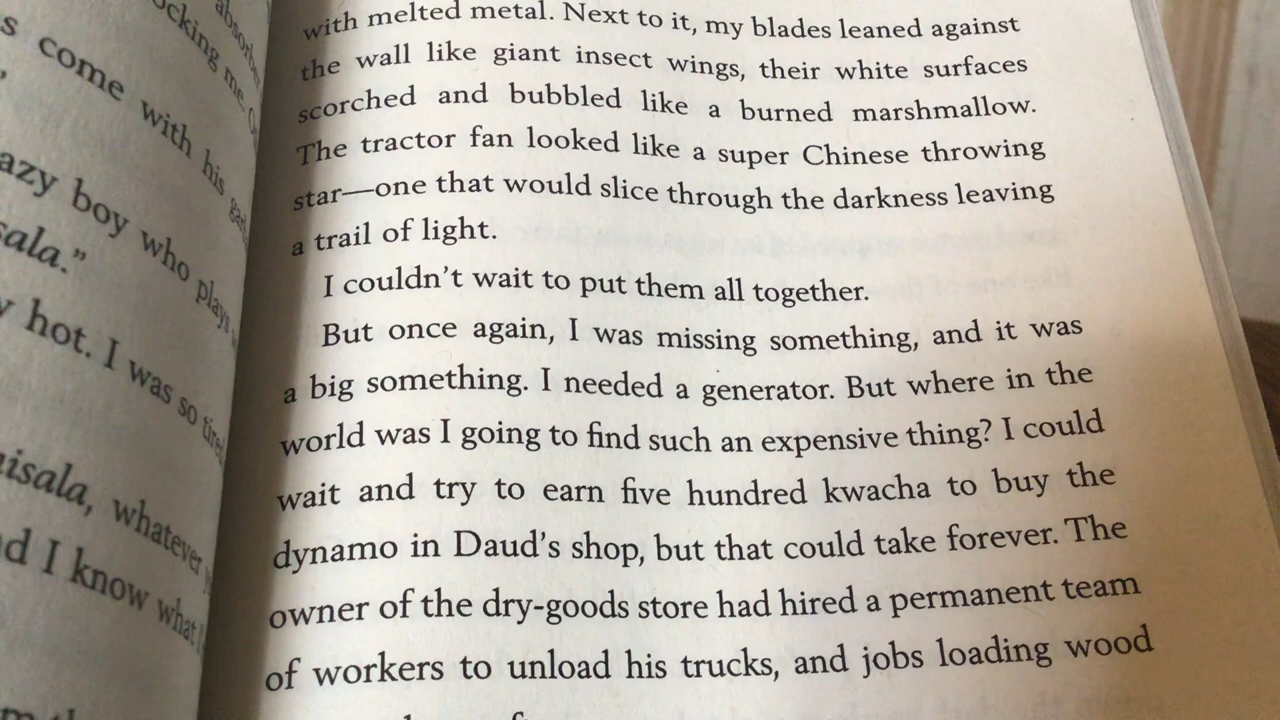 absorbe
ocking me. O
s come with his
azy boy who plays
sala."
hot. I was so tired
isala, whatever
d I know what I
with melted metal. Next to it, my blades leaned against
the wall like giant insect wings, their white surfaces
scorched and bubbled like a burned marshmallow.
The tractor fan looked like a super Chinese throwing
star—one that would slice through the darkness leaving
a trail of light.
I couldn't wait to put them all together.
But once again, I was missing something, and it was
a big something. I needed a generator. But where in the
world was I going to find such an expensive thing? I could
wait and try to earn five hundred kwacha to buy the
dynamo in Daud's shop, but that could take forever. The
owner of the dry-goods store had hired a permanent team
of workers to unload his trucks, and jobs loading wood